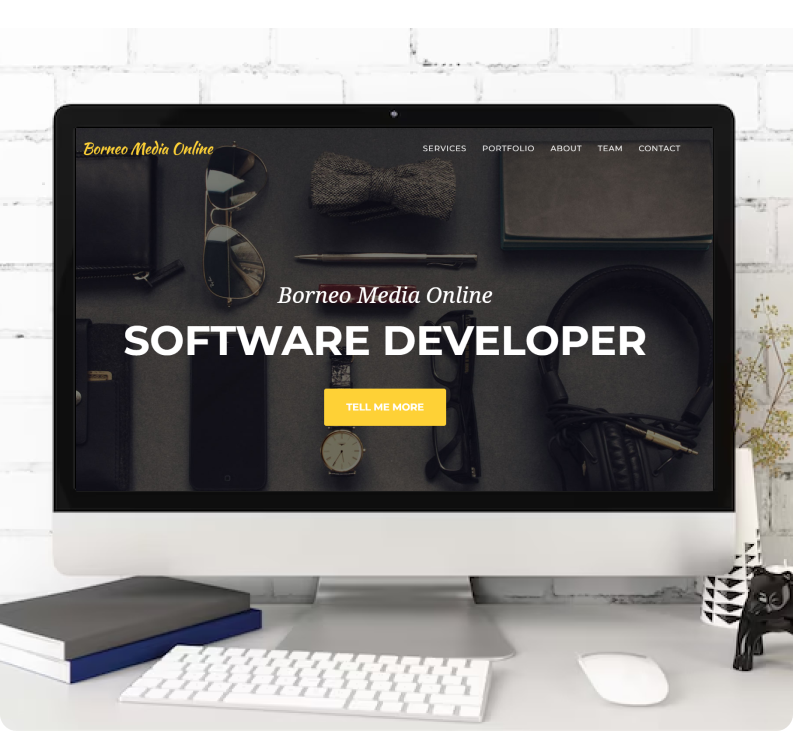 Borneo Media Online
SERVICES PORTFOLIO ABOUT TEAM CONTACT
Borneo Media Online
SOFTWARE DEVELOPER
TELL ME MORE